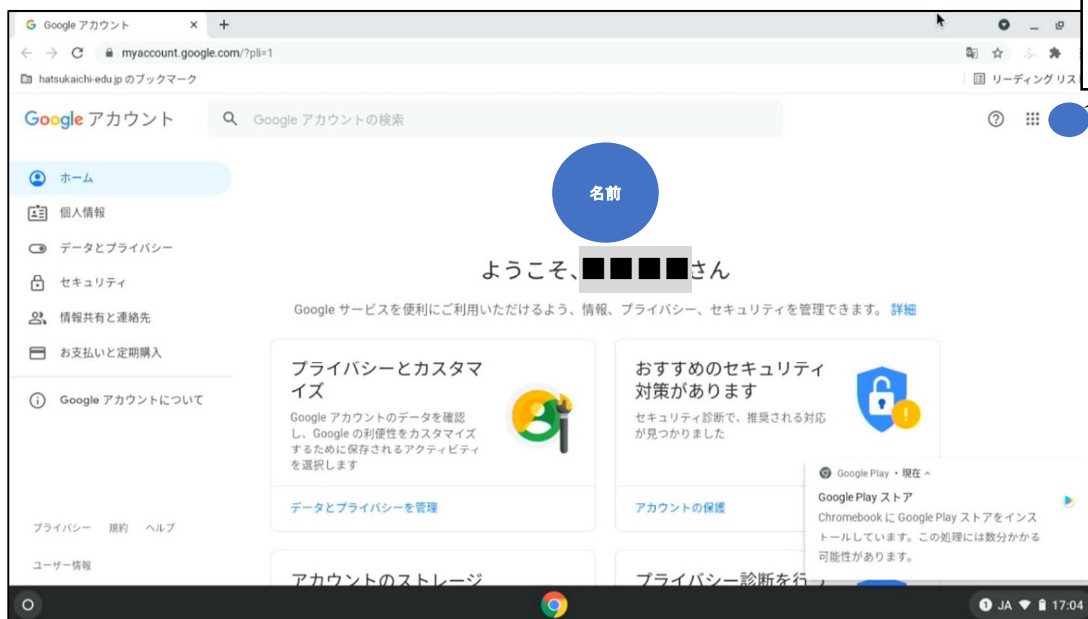 Google アカウント
myaccount.google.com/?pli=1
hatsukaichi-edu.jp のブックマーク
リーディング リス
Google アカウント
Google アカウントの検索
ホーム
個人情報
データとプライバシー
セキュリティ
情報共有と連絡先
お支払いと定期購入
Google アカウントについて
プライバシー 規約 ヘルプ
ユーザー情報
名前
ようこそ、■■■■さん
Google サービスを便利にご利用いただけるよう、情報、プライバシー、セキュリティを管理できます。 詳細
プライバシーとカスタマ
イズ
Google アカウントのデータを確認
し、Google の利便性をカスタマイズ
するために保存されるアクティビティ
を選択します
データとプライバシーを管理
おすすめのセキュリティ
対策があります
セキュリティ診断で、推奨される対応
が見つかりました
アカウントの保護
アカウントのストレージ
プライバシー診断を行う
Google Play・現在
Google Play ストア
Chromebook に Google Play ストアをインス
トールしています。この処理には数分かかる
可能性があります。
1 JA 17:04